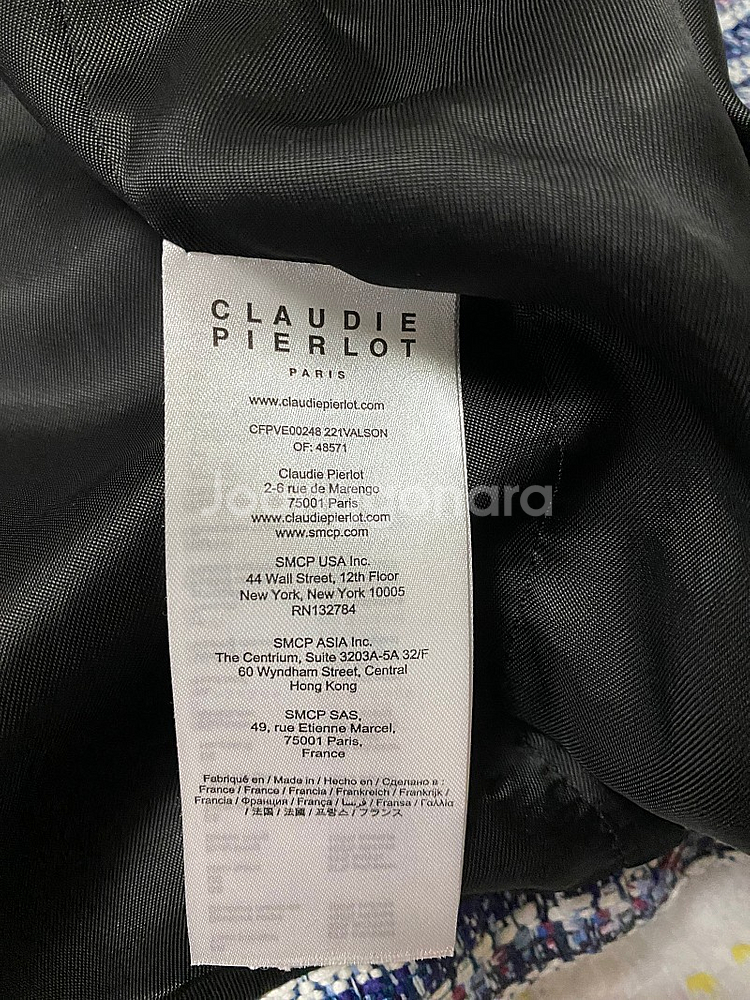 CLAUDIE
PIERLOT
PARIS
www.claudiepierlot.com
CFPVE00248 221VALSON
OF: 48571
Claudie Pierlot
2-6 rue de Marengo
75001 Paris
www.claudiepierlot.com
www.smcp.com
SMCP USA Inc.
44 Wall Street, 12th Floor
New York, New York 10005
RN132784
SMCP ASIA Inc.
The Centrium, Suite 3203A-5A 32/F
60 Wyndham Street, Central
Hong Kong
SMCP SAS,
49, rue Etienne Marcel,
75001 Paris,
France
Fabriqué en / Made in / Hecho en / Сделано в :
France / France / Francia / Frankreich / Frankrijk /
Francia / Франция / França / فرنسا / Fransa / Γαλλία
/ 法国 / 法國 / 프랑스 / フランス